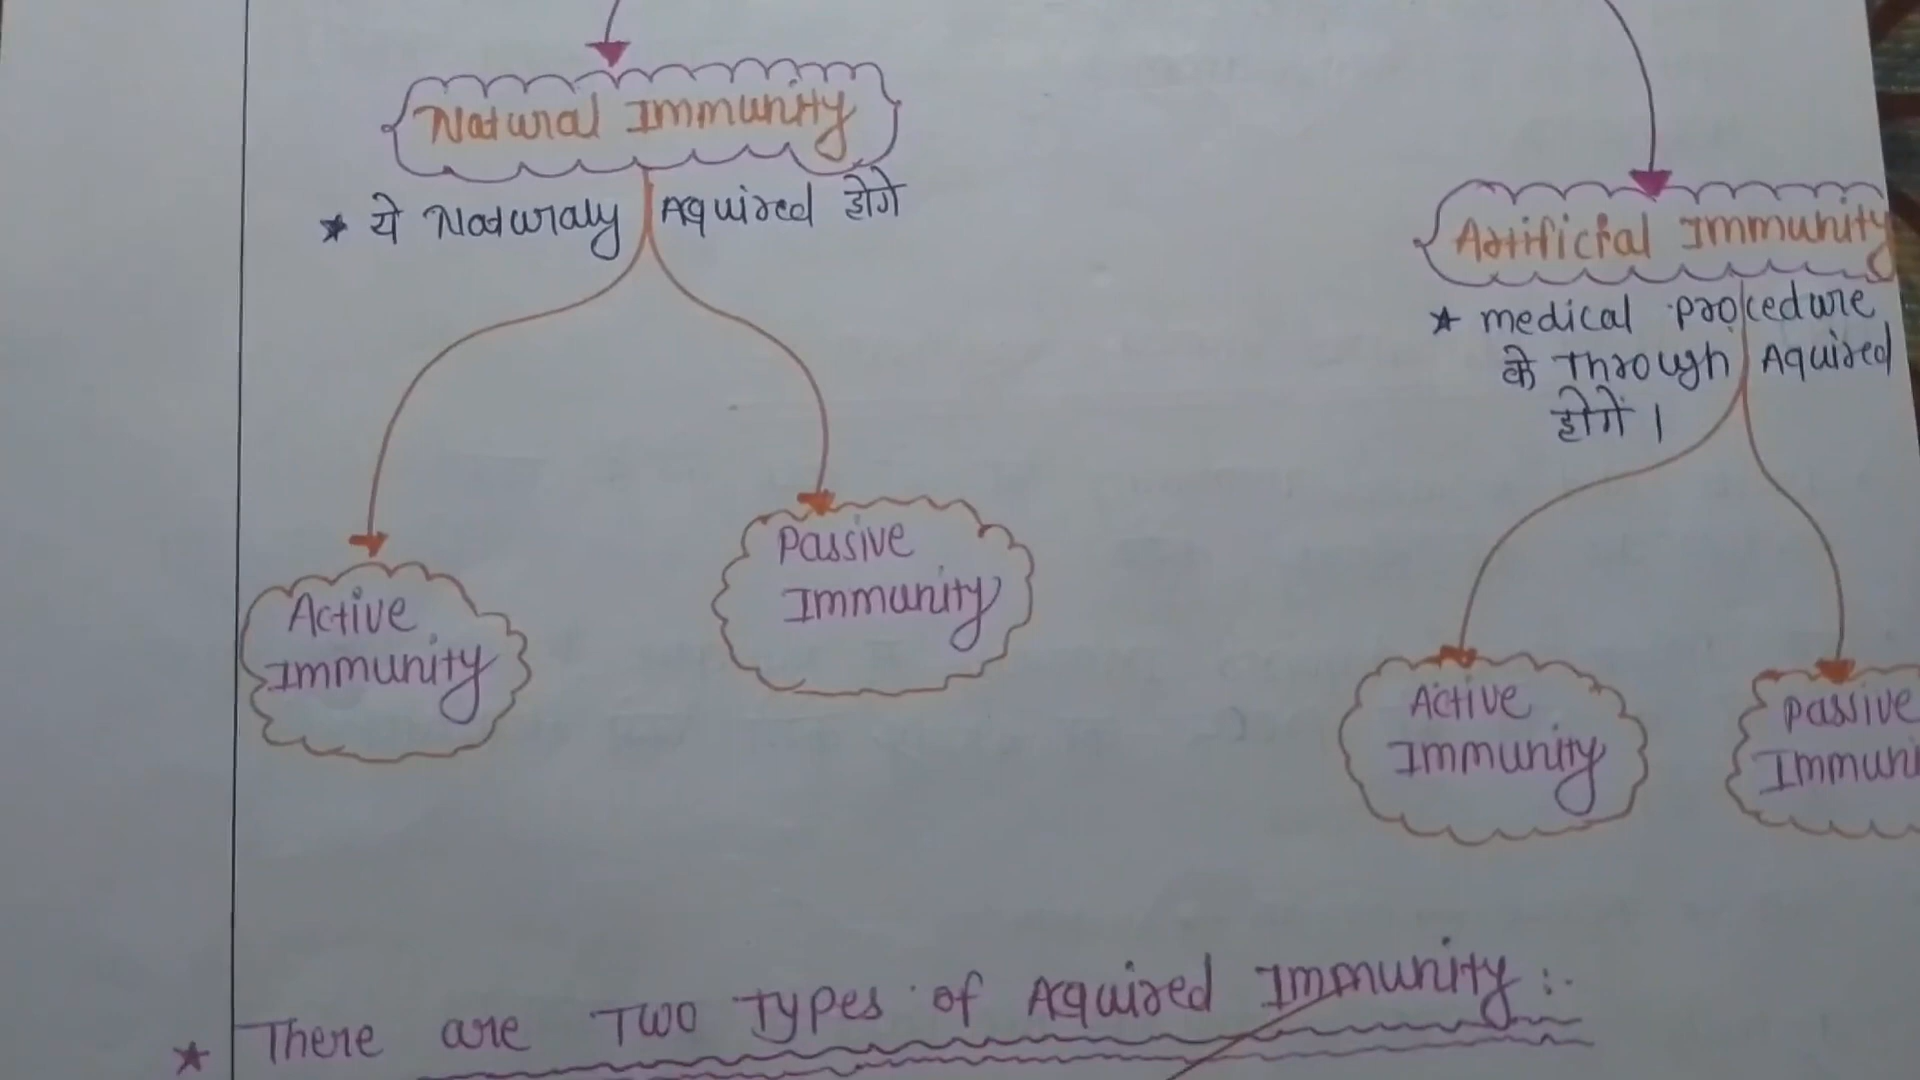 Natural Immunity
* ये Naturaly Aquired होगे
Artificial Immunity
* medical procedure
के Through Aquired
होगें ।
Active
Immunity
Passive
Immunity
Active
Immunity
Passive
Immuni
* There are Two Types of Aquired Immunity :-